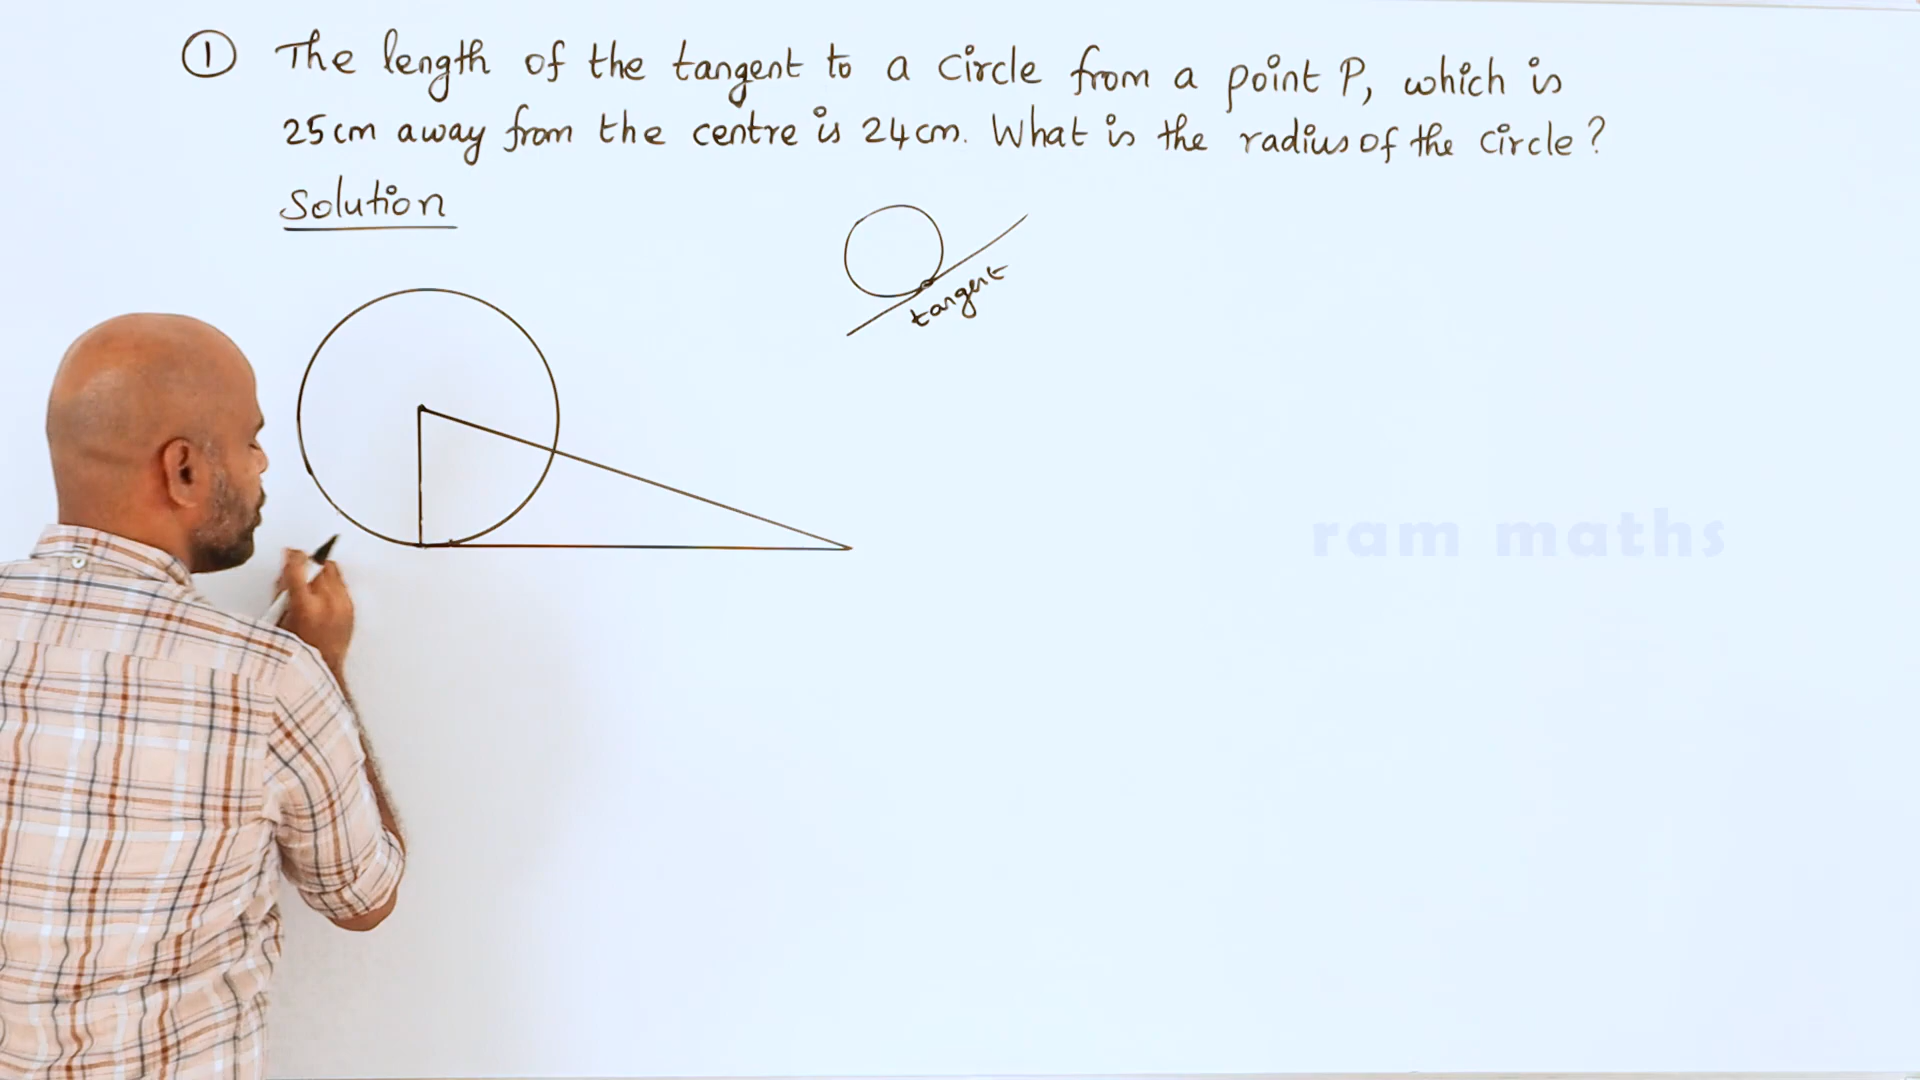 ① The length of the tangent to a circle from a point P, which is
25cm away from the centre is 24cm. What is the radius of the circle?
Solution
tangent
ram maths